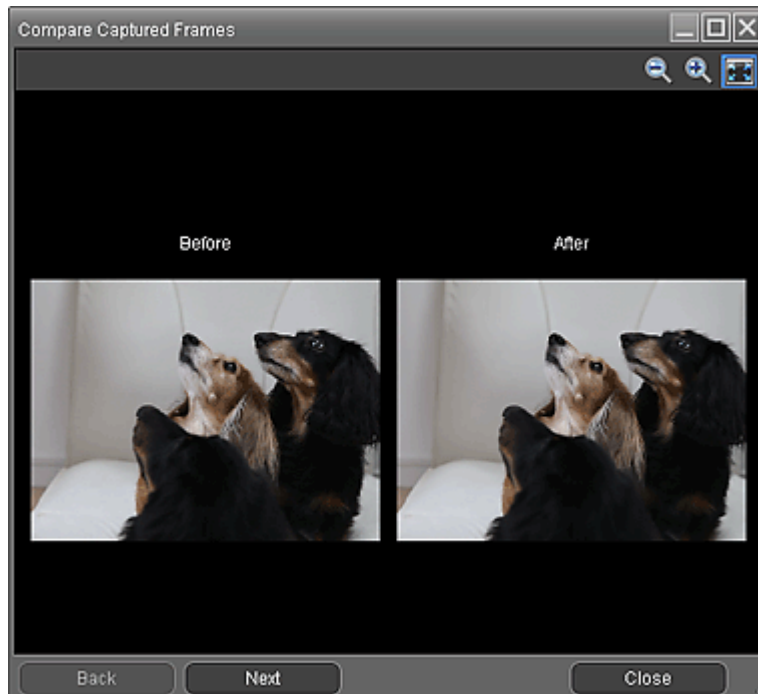 Compare Captured Frames
Before
After
Back
Next
Close